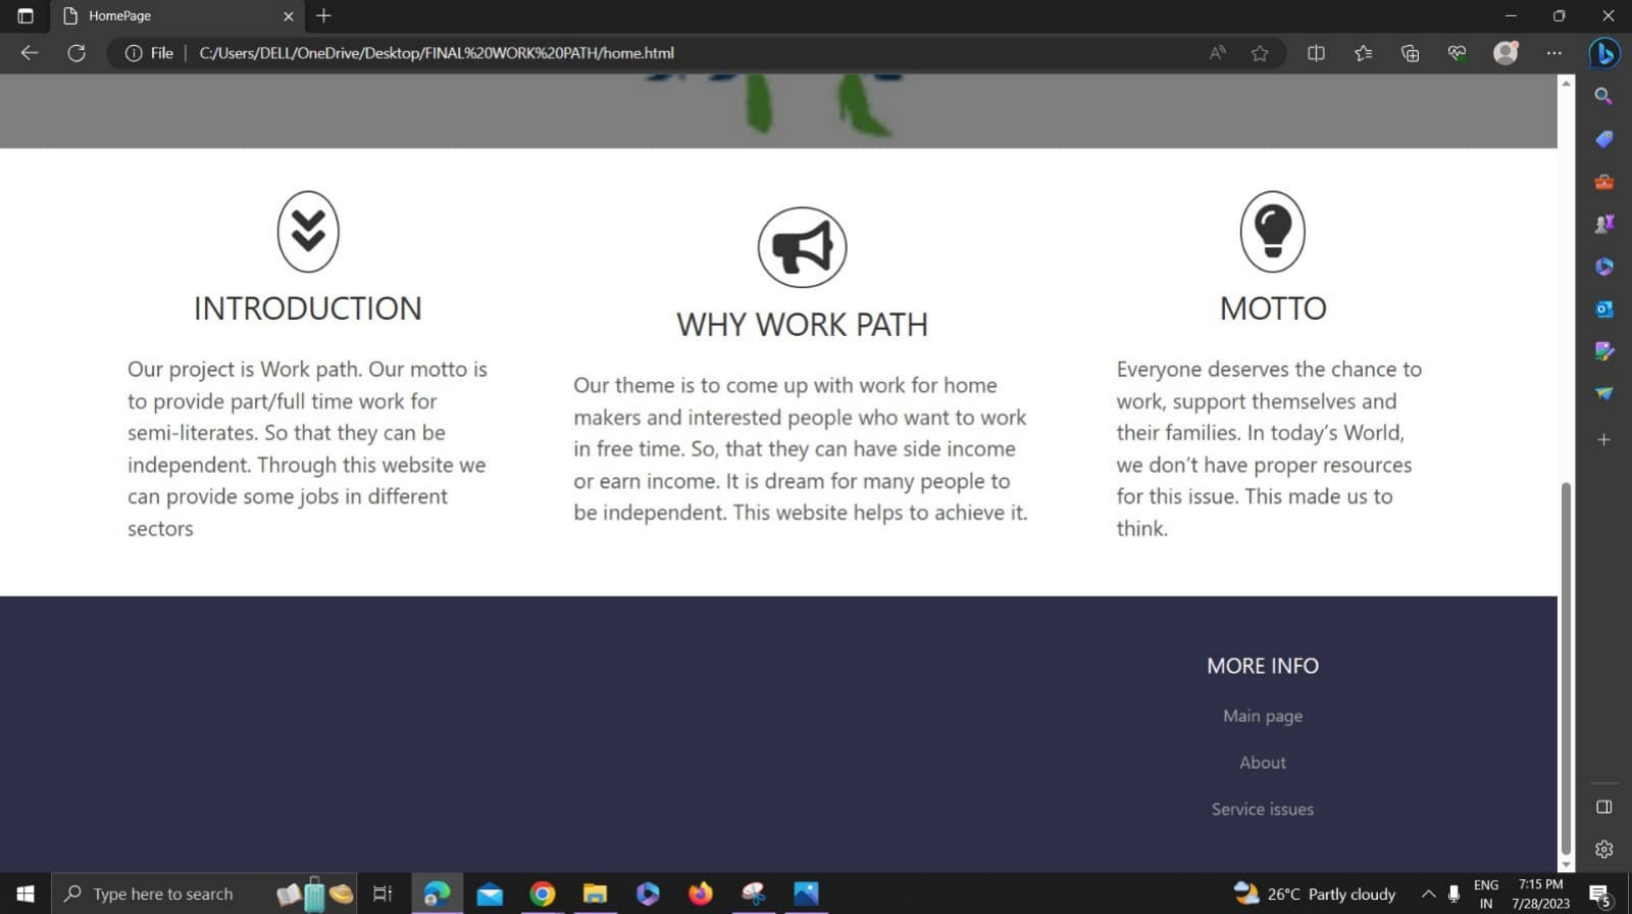 HomePage
File
C:/Users/DELL/OneDrive/Desktop/FINAL%20WORK%20PATH/home.html
INTRODUCTION
Our project is Work path. Our motto is
to provide part/full time work for
semi-literates. So that they can be
independent. Through this website we
can provide some jobs in different
sectors
WHY WORK PATH
Our theme is to come up with work for home
makers and interested people who want to work
in free time. So, that they can have side income
or earn income. It is dream for many people to
be independent. This website helps to achieve it.
MOTTO
Everyone deserves the chance to
work, support themselves and
their families. In today’s World,
we don’t have proper resources
for this issue. This made us to
think.
MORE INFO
Main page
About
Service issues
Type here to search
26°C Partly cloudy
ENG
IN
7:15 PM
7/28/2023
5